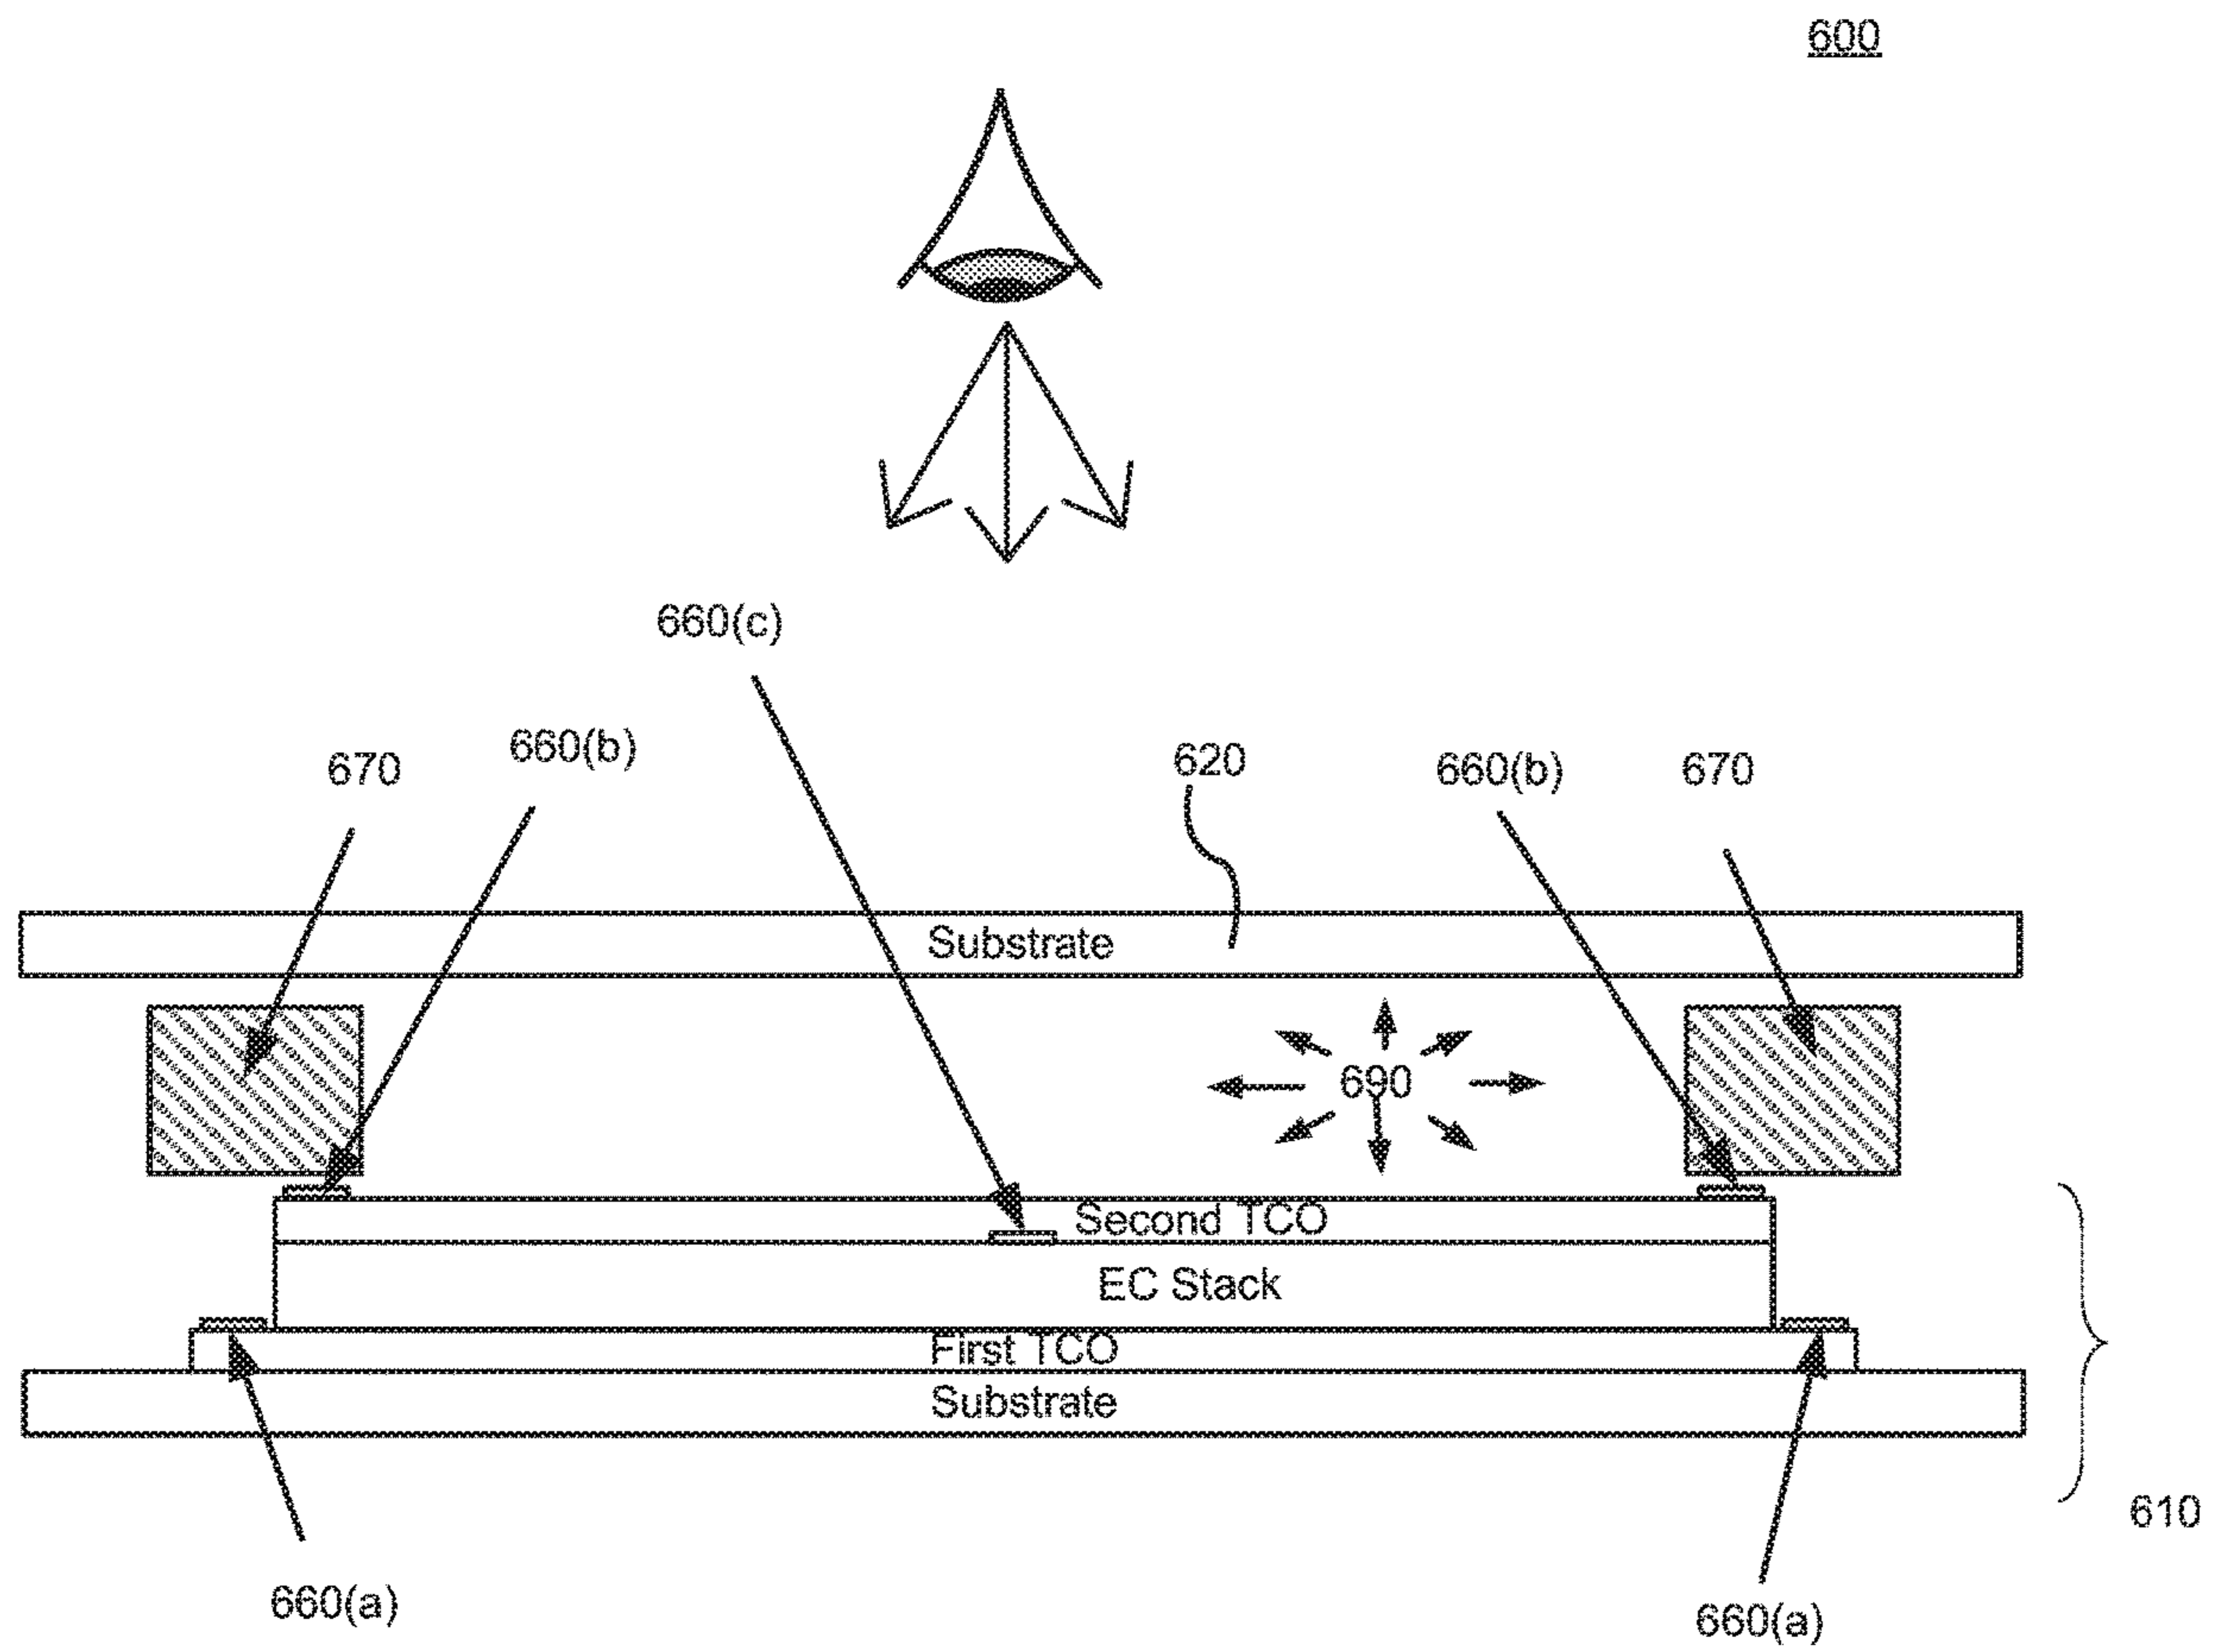 600
660(c)
670
660(b)
620
660(b)
670
Substrate
690
Second TCO
EC Stack
First TCO
Substrate
610
660(a)
660(a)